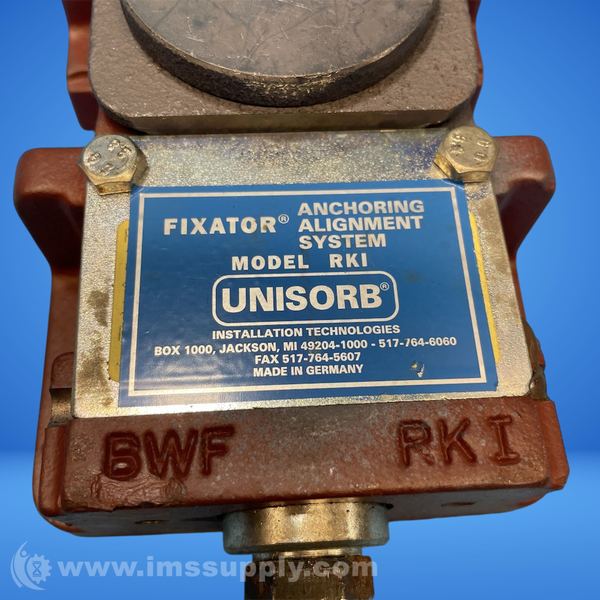 FIXATOR® ANCHORING ALIGNMENT SYSTEM
MODEL RKI
UNISORB®
INSTALLATION TECHNOLOGIES
BOX 1000, JACKSON, MI 49204-1000 - 517-764-6060
FAX 517-764-5607
MADE IN GERMANY
BWF RKI
www.imssupply.com